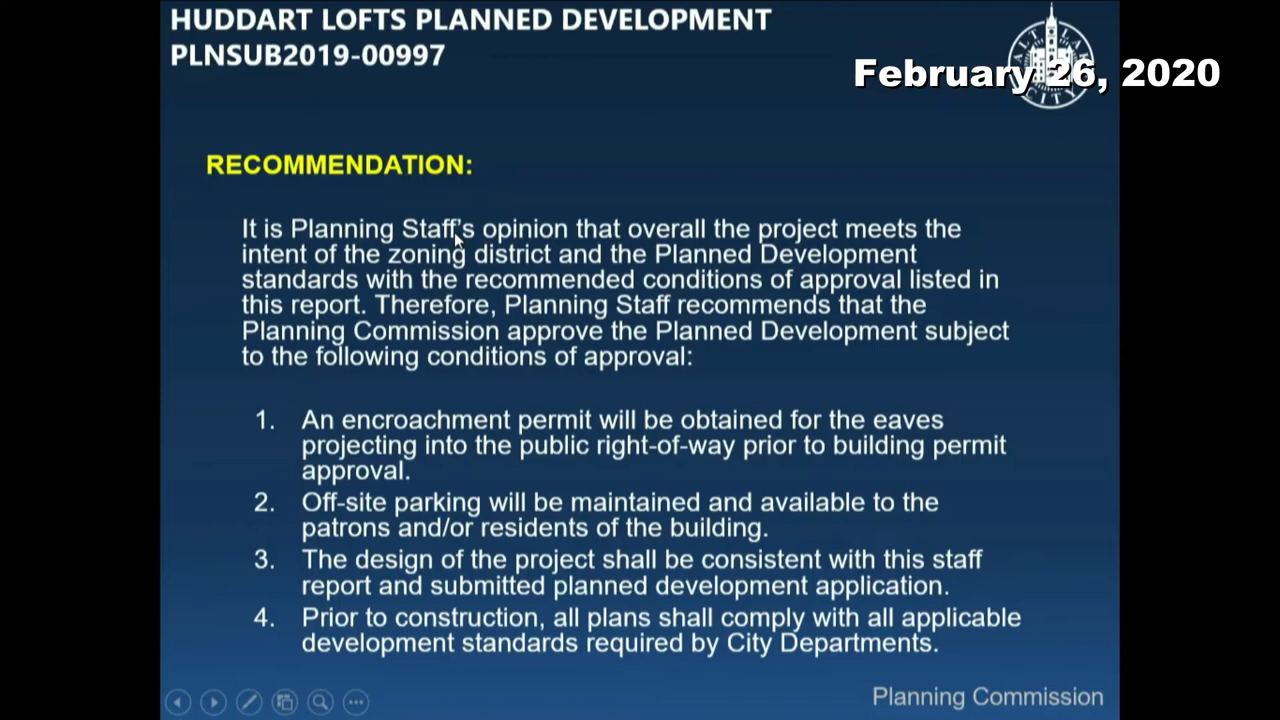 HUDDART LOFTS PLANNED DEVELOPMENT
PLNSUB2019-00997
February 26, 2020
CITY
RECOMMENDATION:
It is Planning Staff's opinion that overall the project meets the
intent of the zoning district and the Planned Development
standards with the recommended conditions of approval listed in
this report. Therefore, Planning Staff recommends that the
Planning Commission approve the Planned Development subject
to the following conditions of approval:
1. An encroachment permit will be obtained for the eaves
projecting into the public right-of-way prior to building permit
approval.
2. Off-site parking will be maintained and available to the
patrons and/or residents of the building.
3. The design of the project shall be consistent with this staff
report and submitted planned development application.
4. Prior to construction, all plans shall comply with all applicable
development standards required by City Departments.
Planning Commission